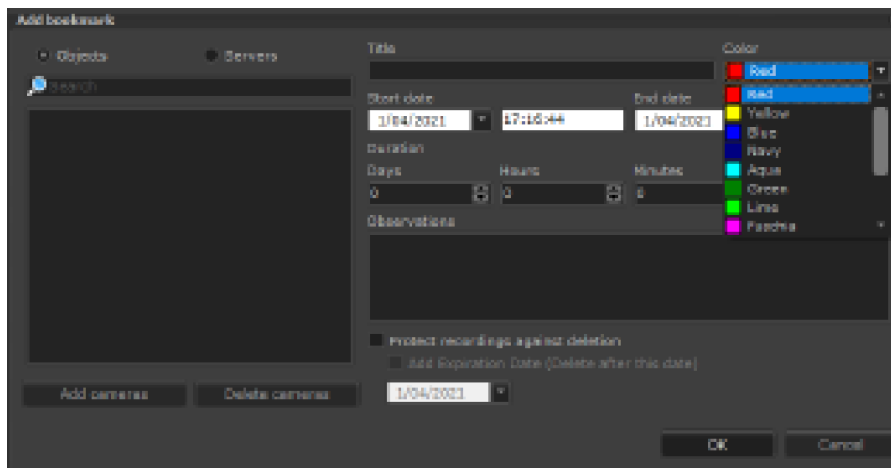 Add bookmark
Objects
Servers
Search
Add cameras
Delete cameras
Title
Color
Red
Start date
End date
1/04/2021
17:16:44
1/04/2021
Duration
Days
Hours
Minutes
0
0
0
Red
Yellow
Blue
Navy
Aqua
Green
Lime
Fuschia
Observations
Protect recordings against deletion
Add Expiration Date (Delete after this date)
1/04/2021
OK
Cancel